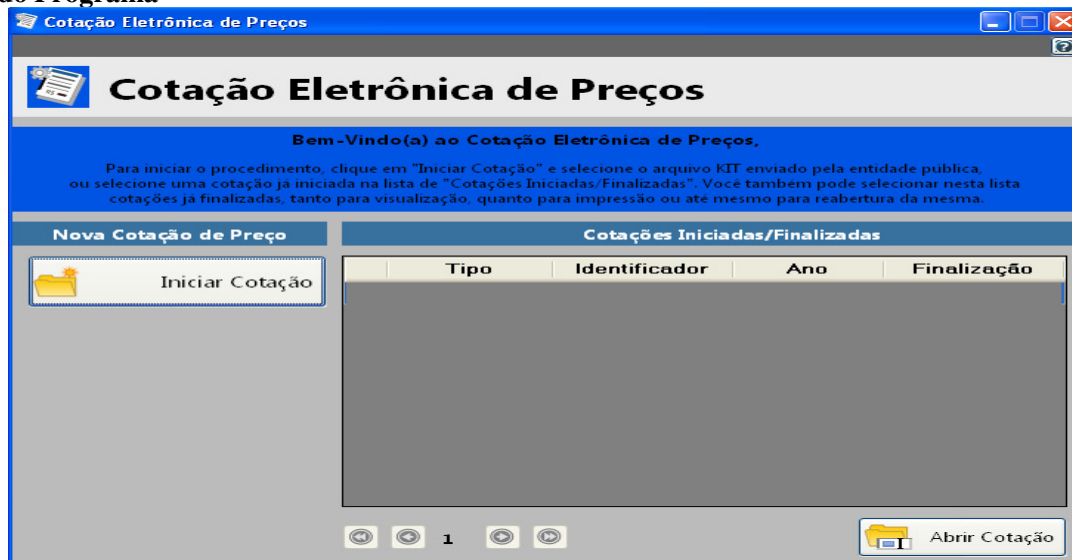 do Programa
Cotação Eletrônica de Preços
Cotação Eletrônica de Preços
Bem-Vindo(a) ao Cotação Eletrônica de Preços,
Para iniciar o procedimento, clique em "Iniciar Cotação" e selecione o arquivo KIT enviado pela entidade pública,
ou selecione uma cotação já iniciada na lista de "Cotações Iniciadas/Finalizadas". Você também pode selecionar nesta lista
cotações já finalizadas, tanto para visualização, quanto para impressão ou até mesmo para reabertura da mesma.
Nova Cotação de Preço
Cotações Iniciadas/Finalizadas
Iniciar Cotação
Tipo Identificador Ano Finalização
1
Abrir Cotação